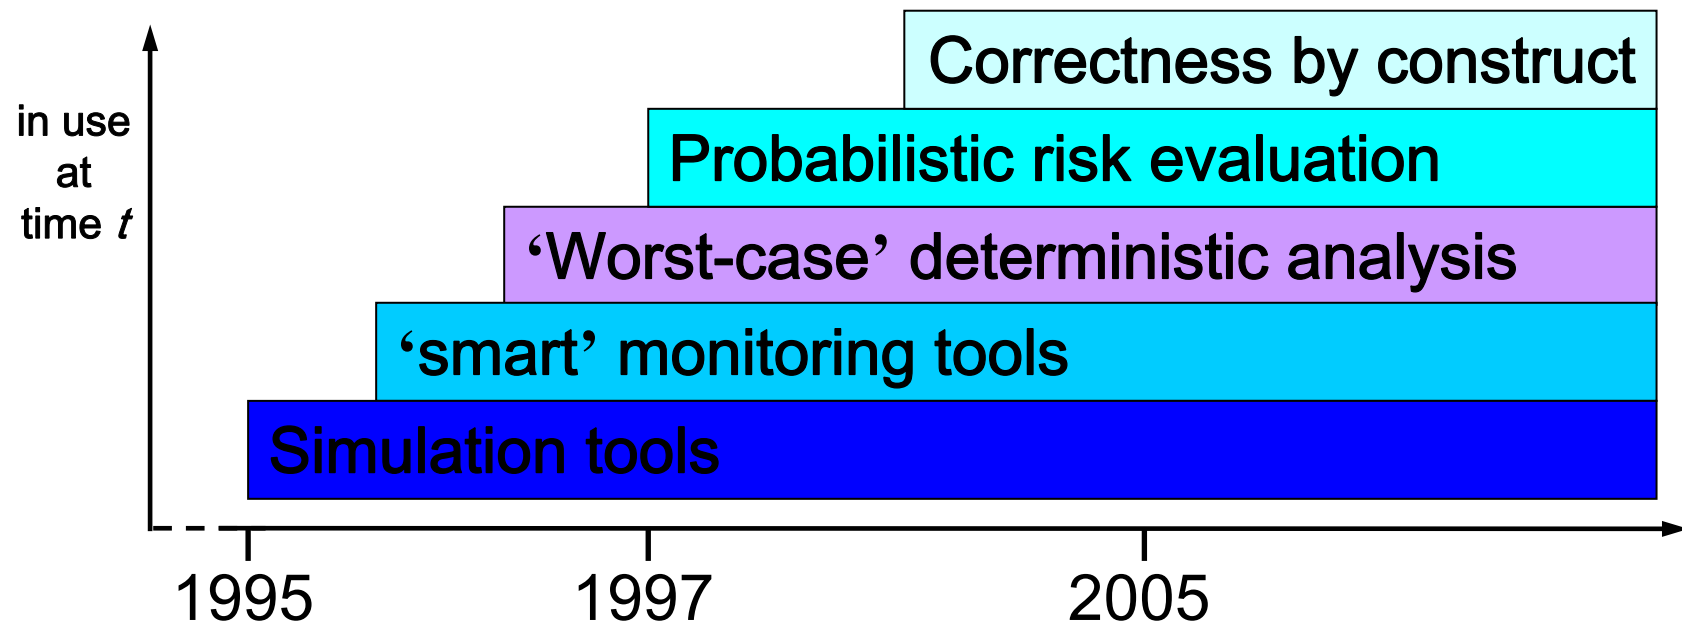 Correctness by construct
in use
at
time t
Probabilistic risk evaluation
‘Worst-case’ deterministic analysis
‘smart’ monitoring tools
Simulation tools
1995 1997 2005